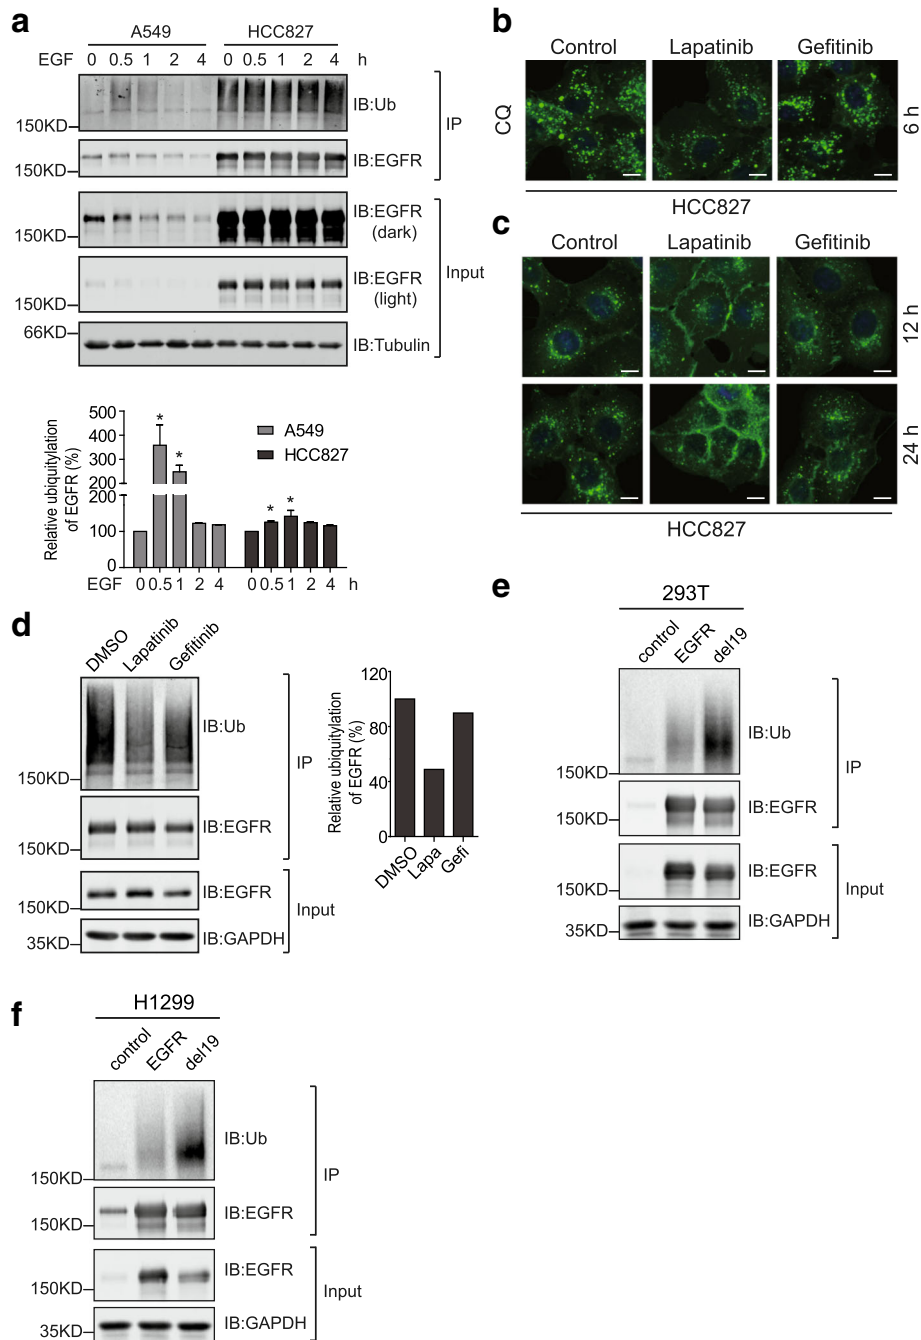 a
A549 HCC827
EGF 0 0.5 1 2 4 0 0.5 1 2 4 h
IB:Ub
150KD
IP
IB:EGFR
150KD
IB:EGFR
(dark)
150KD
Input
IB:EGFR
(light)
150KD
66KD
IB:Tubulin
500
400
300
200
200
100
0
Relative ubiquitylation
of EGFR (%)
* * * *
A549
HCC827
EGF 0 0.5 1 2 4 0 0.5 1 2 4 h
b
Control Lapatinib Gefitinib
CQ
6 h
HCC827
c
Control Lapatinib Gefitinib
12 h
24 h
HCC827
d
DMSO Lapatinib Gefitinib
IB:Ub
150KD
IP
IB:EGFR
150KD
IB:EGFR
150KD
Input
IB:GAPDH
35KD
120
80
40
0
Relative ubiquitylation
of EGFR (%)
DMSO Lapa Gefi
e
293T
control EGFR del19
IB:Ub
150KD
IP
IB:EGFR
150KD
IB:EGFR
150KD
Input
IB:GAPDH
35KD
f
H1299
control EGFR del19
IB:Ub
150KD
IP
IB:EGFR
150KD
IB:EGFR
150KD
Input
IB:GAPDH
35KD